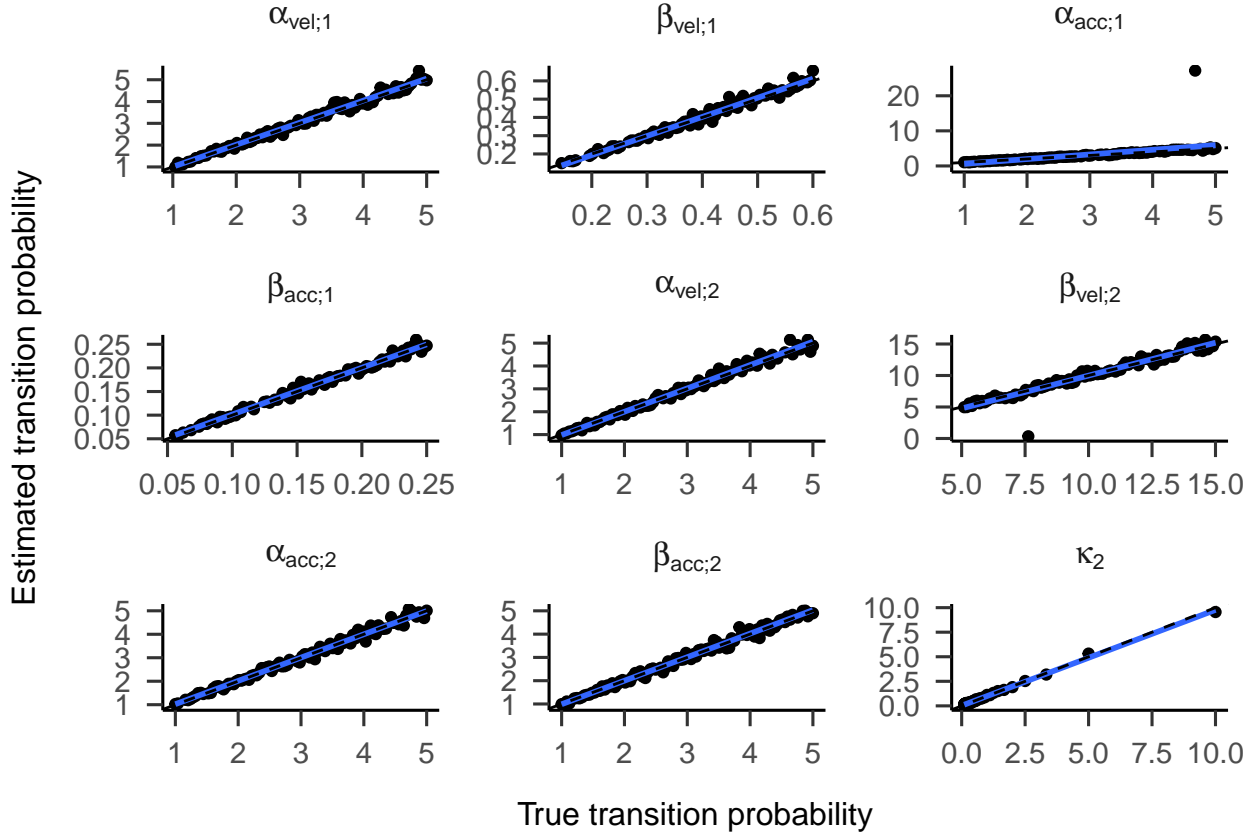 α_vel;1
β_vel;1
α_acc;1
5
4
3
2
1
1 2 3 4 5
0.6
0.5
0.4
0.3
0.2
0.2 0.3 0.4 0.5 0.6
20
10
0
1 2 3 4 5
β_acc;1
α_vel;2
β_vel;2
0.25
0.20
0.15
0.10
0.05
0.05 0.10 0.15 0.20 0.25
5
4
3
2
1
1 2 3 4 5
15
10
5
0
5.0 7.5 10.0 12.5 15.0
α_acc;2
β_acc;2
κ_2
5
4
3
2
1
1 2 3 4 5
5
4
3
2
1
1 2 3 4 5
10.0
7.5
5.0
2.5
0.0
0.0 2.5 5.0 7.5 10.0
Estimated transition probability
True transition probability